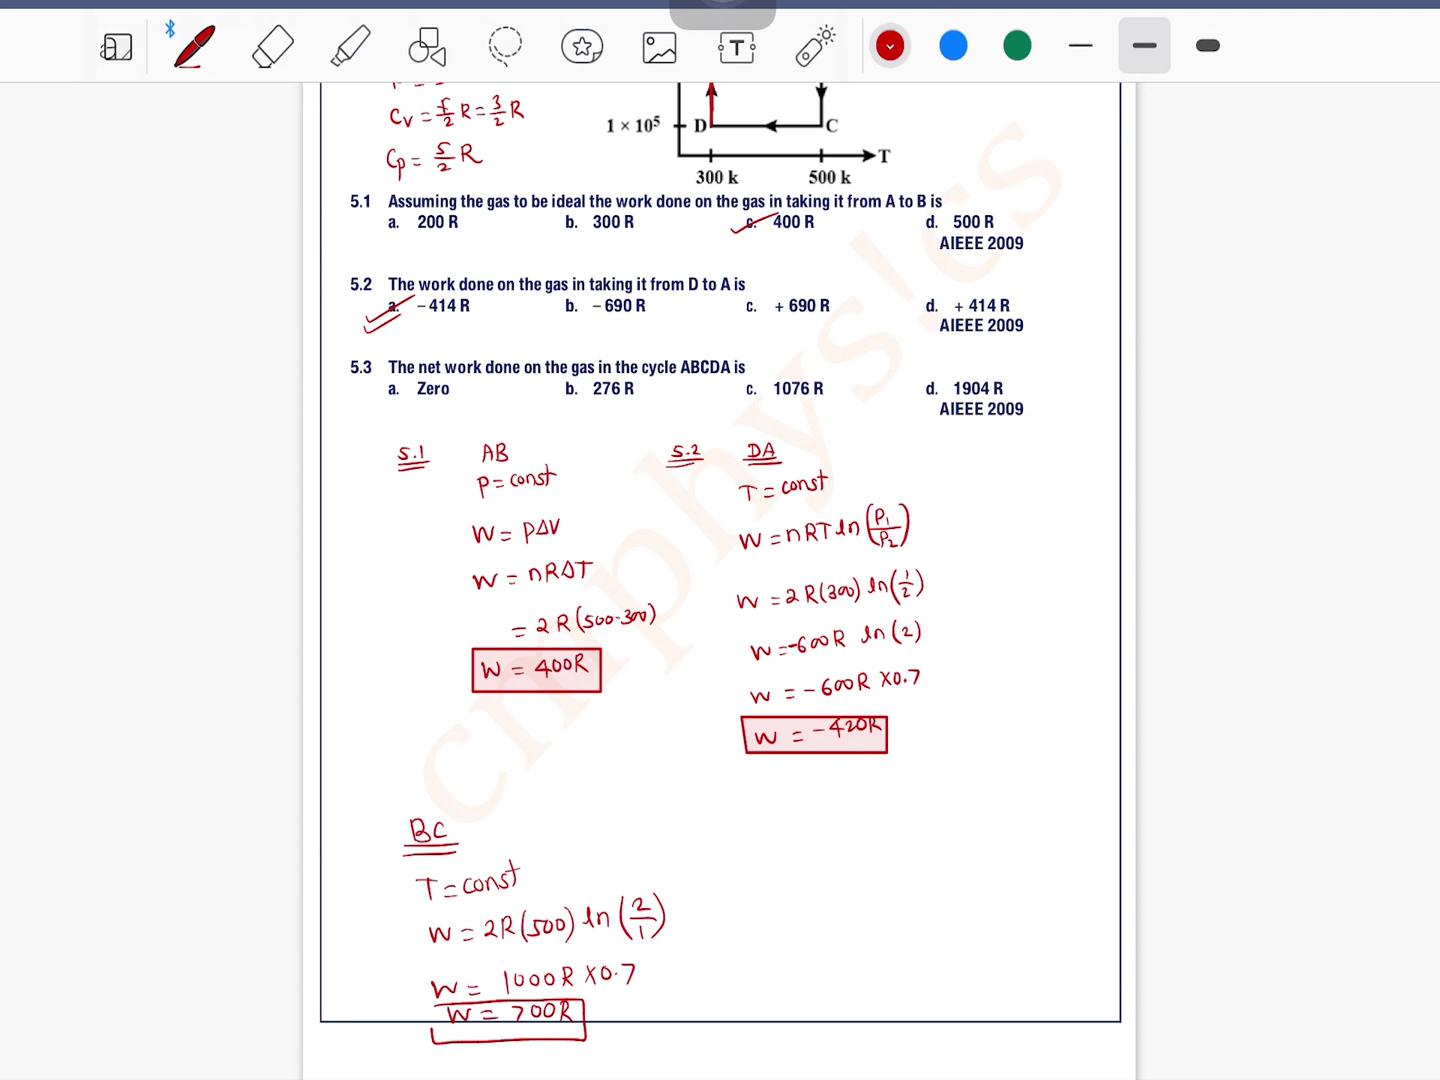 Cv = f/2 R = 3/2 R
Cp = 5/2 R
1 × 10⁵
D
C
T
300 k
500 k
5.1 Assuming the gas to be ideal the work done on the gas in taking it from A to B is
a. 200 R b. 300 R c. 400 R d. 500 R
AIEEE 2009
5.2 The work done on the gas in taking it from D to A is
a. – 414 R b. – 690 R c. + 690 R d. + 414 R
AIEEE 2009
5.3 The net work done on the gas in the cycle ABCDA is
a. Zero b. 276 R c. 1076 R d. 1904 R
AIEEE 2009
5.1 AB
P = const
W = PΔV
W = nRΔT
= 2R(500-300)
W = 400R
5.2 DA
T = const
W = nRT ln(P₁/P₂)
W = 2R(300) ln(1/2)
W = -600R ln(2)
W = -600R X0.7
W = -420R
BC
T = const
W = 2R(500) ln(2/1)
W = 1000R X0.7
W = 700R
cmphy!cs